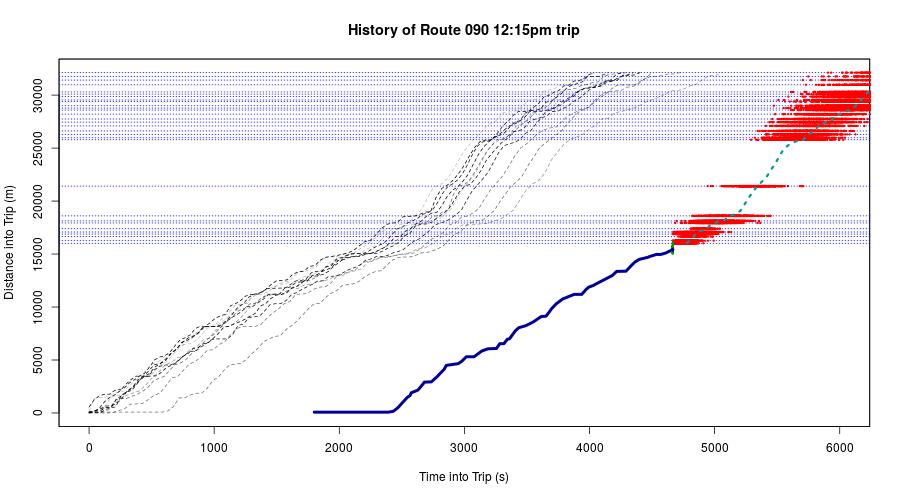 History of Route 090 12:15pm trip
Distance into Trip (m)
30000
25000
20000
15000
10000
5000
0
0 1000 2000 3000 4000 5000 6000
Time into Trip (s)